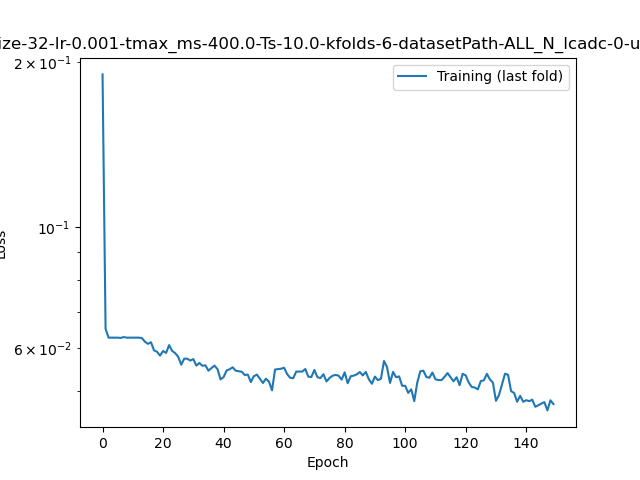 ize-32-lr-0.001-tmax_ms-400.0-Ts-10.0-kfolds-6-datasetPath-ALL_N_lcadc-0-u
Training (last fold)
2 × 10⁻¹
10⁻¹
6 × 10⁻²
Loss
0 20 40 60 80 100 120 140
Epoch